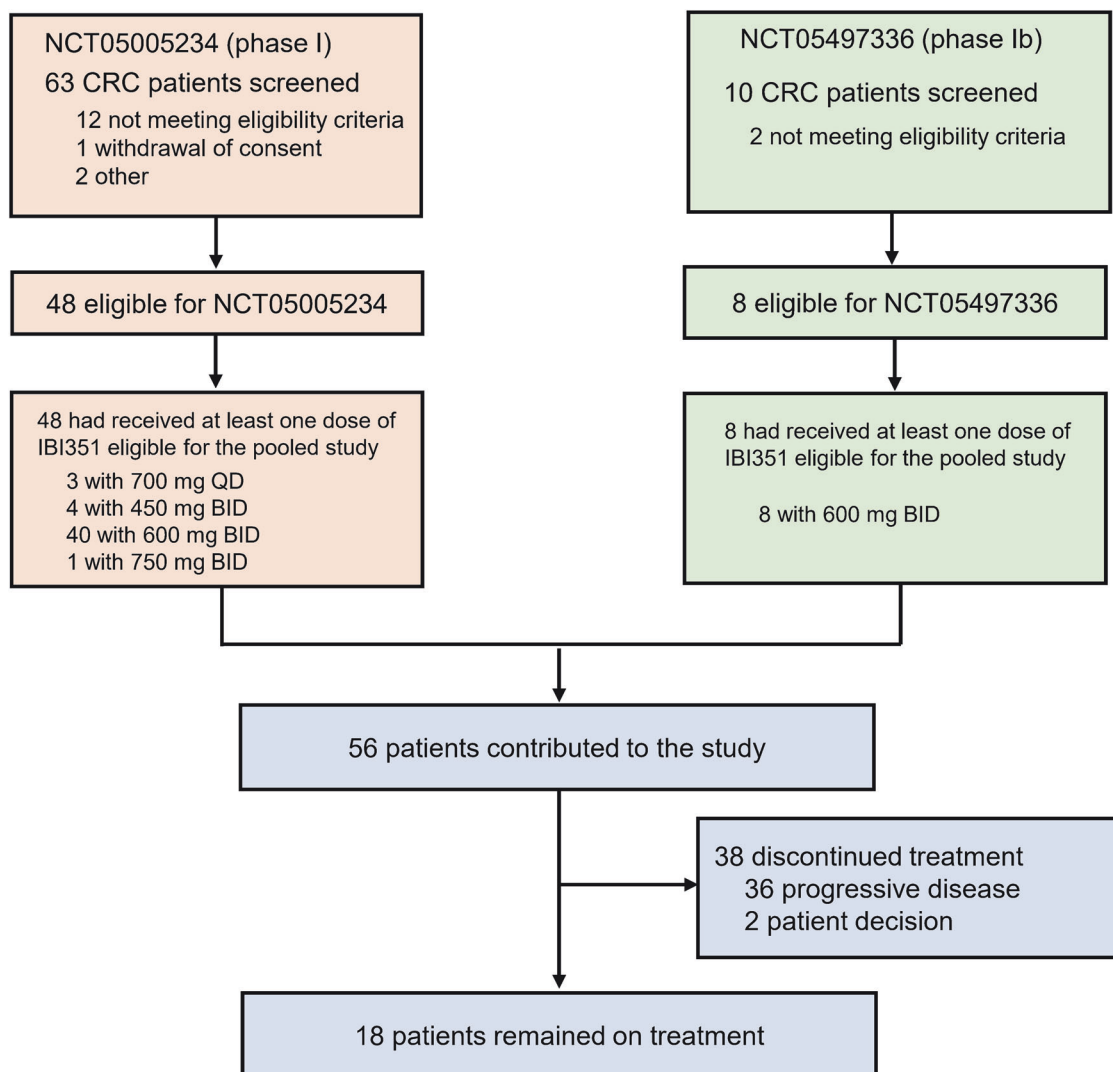 NCT05005234 (phase I)
63 CRC patients screened
12 not meeting eligibility criteria
1 withdrawal of consent
2 other
NCT05497336 (phase Ib)
10 CRC patients screened
2 not meeting eligibility criteria
48 eligible for NCT05005234
8 eligible for NCT05497336
48 had received at least one dose of
IBI351 eligible for the pooled study
3 with 700 mg QD
4 with 450 mg BID
40 with 600 mg BID
1 with 750 mg BID
8 had received at least one dose of
IBI351 eligible for the pooled study
8 with 600 mg BID
56 patients contributed to the study
38 discontinued treatment
36 progressive disease
2 patient decision
18 patients remained on treatment